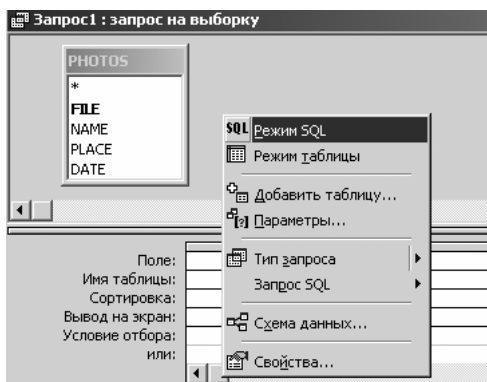 Запрос1 : запрос на выборку
PHOTOS
*
FILE
NAME
PLACE
DATE
SQL Режим SQL
Режим таблицы
Добавить таблицу...
Параметры...
Тип запроса
Запрос SQL
Схема данных...
Свойства...
Поле:
Имя таблицы:
Сортировка:
Вывод на экран:
Условие отбора:
или: